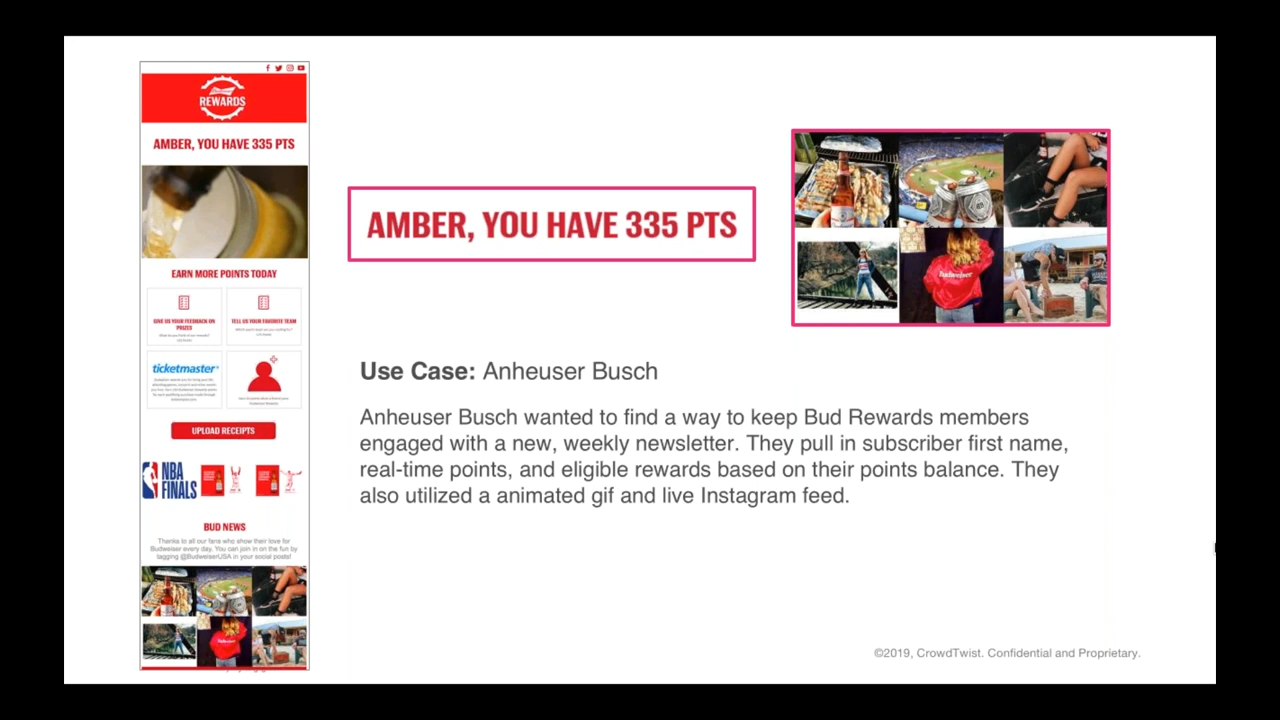 REWARDS
AMBER, YOU HAVE 335 PTS
EARN MORE POINTS TODAY
GIVE US YOUR FEEDBACK ON
PRIZES
TELL US YOUR FAVORITE TEAM
ticketmaster
UPLOAD RECEIPTS
NBA
FINALS
BUD NEWS
Thanks to all our fans who show their love for
Budweiser every day. You can join in on the fun by
tagging @BudweiserUSA in your social posts!
AMBER, YOU HAVE 335 PTS
Budweiser
Use Case: Anheuser Busch
Anheuser Busch wanted to find a way to keep Bud Rewards members
engaged with a new, weekly newsletter. They pull in subscriber first name,
real-time points, and eligible rewards based on their points balance. They
also utilized a animated gif and live Instagram feed.
©2019, CrowdTwist. Confidential and Proprietary.